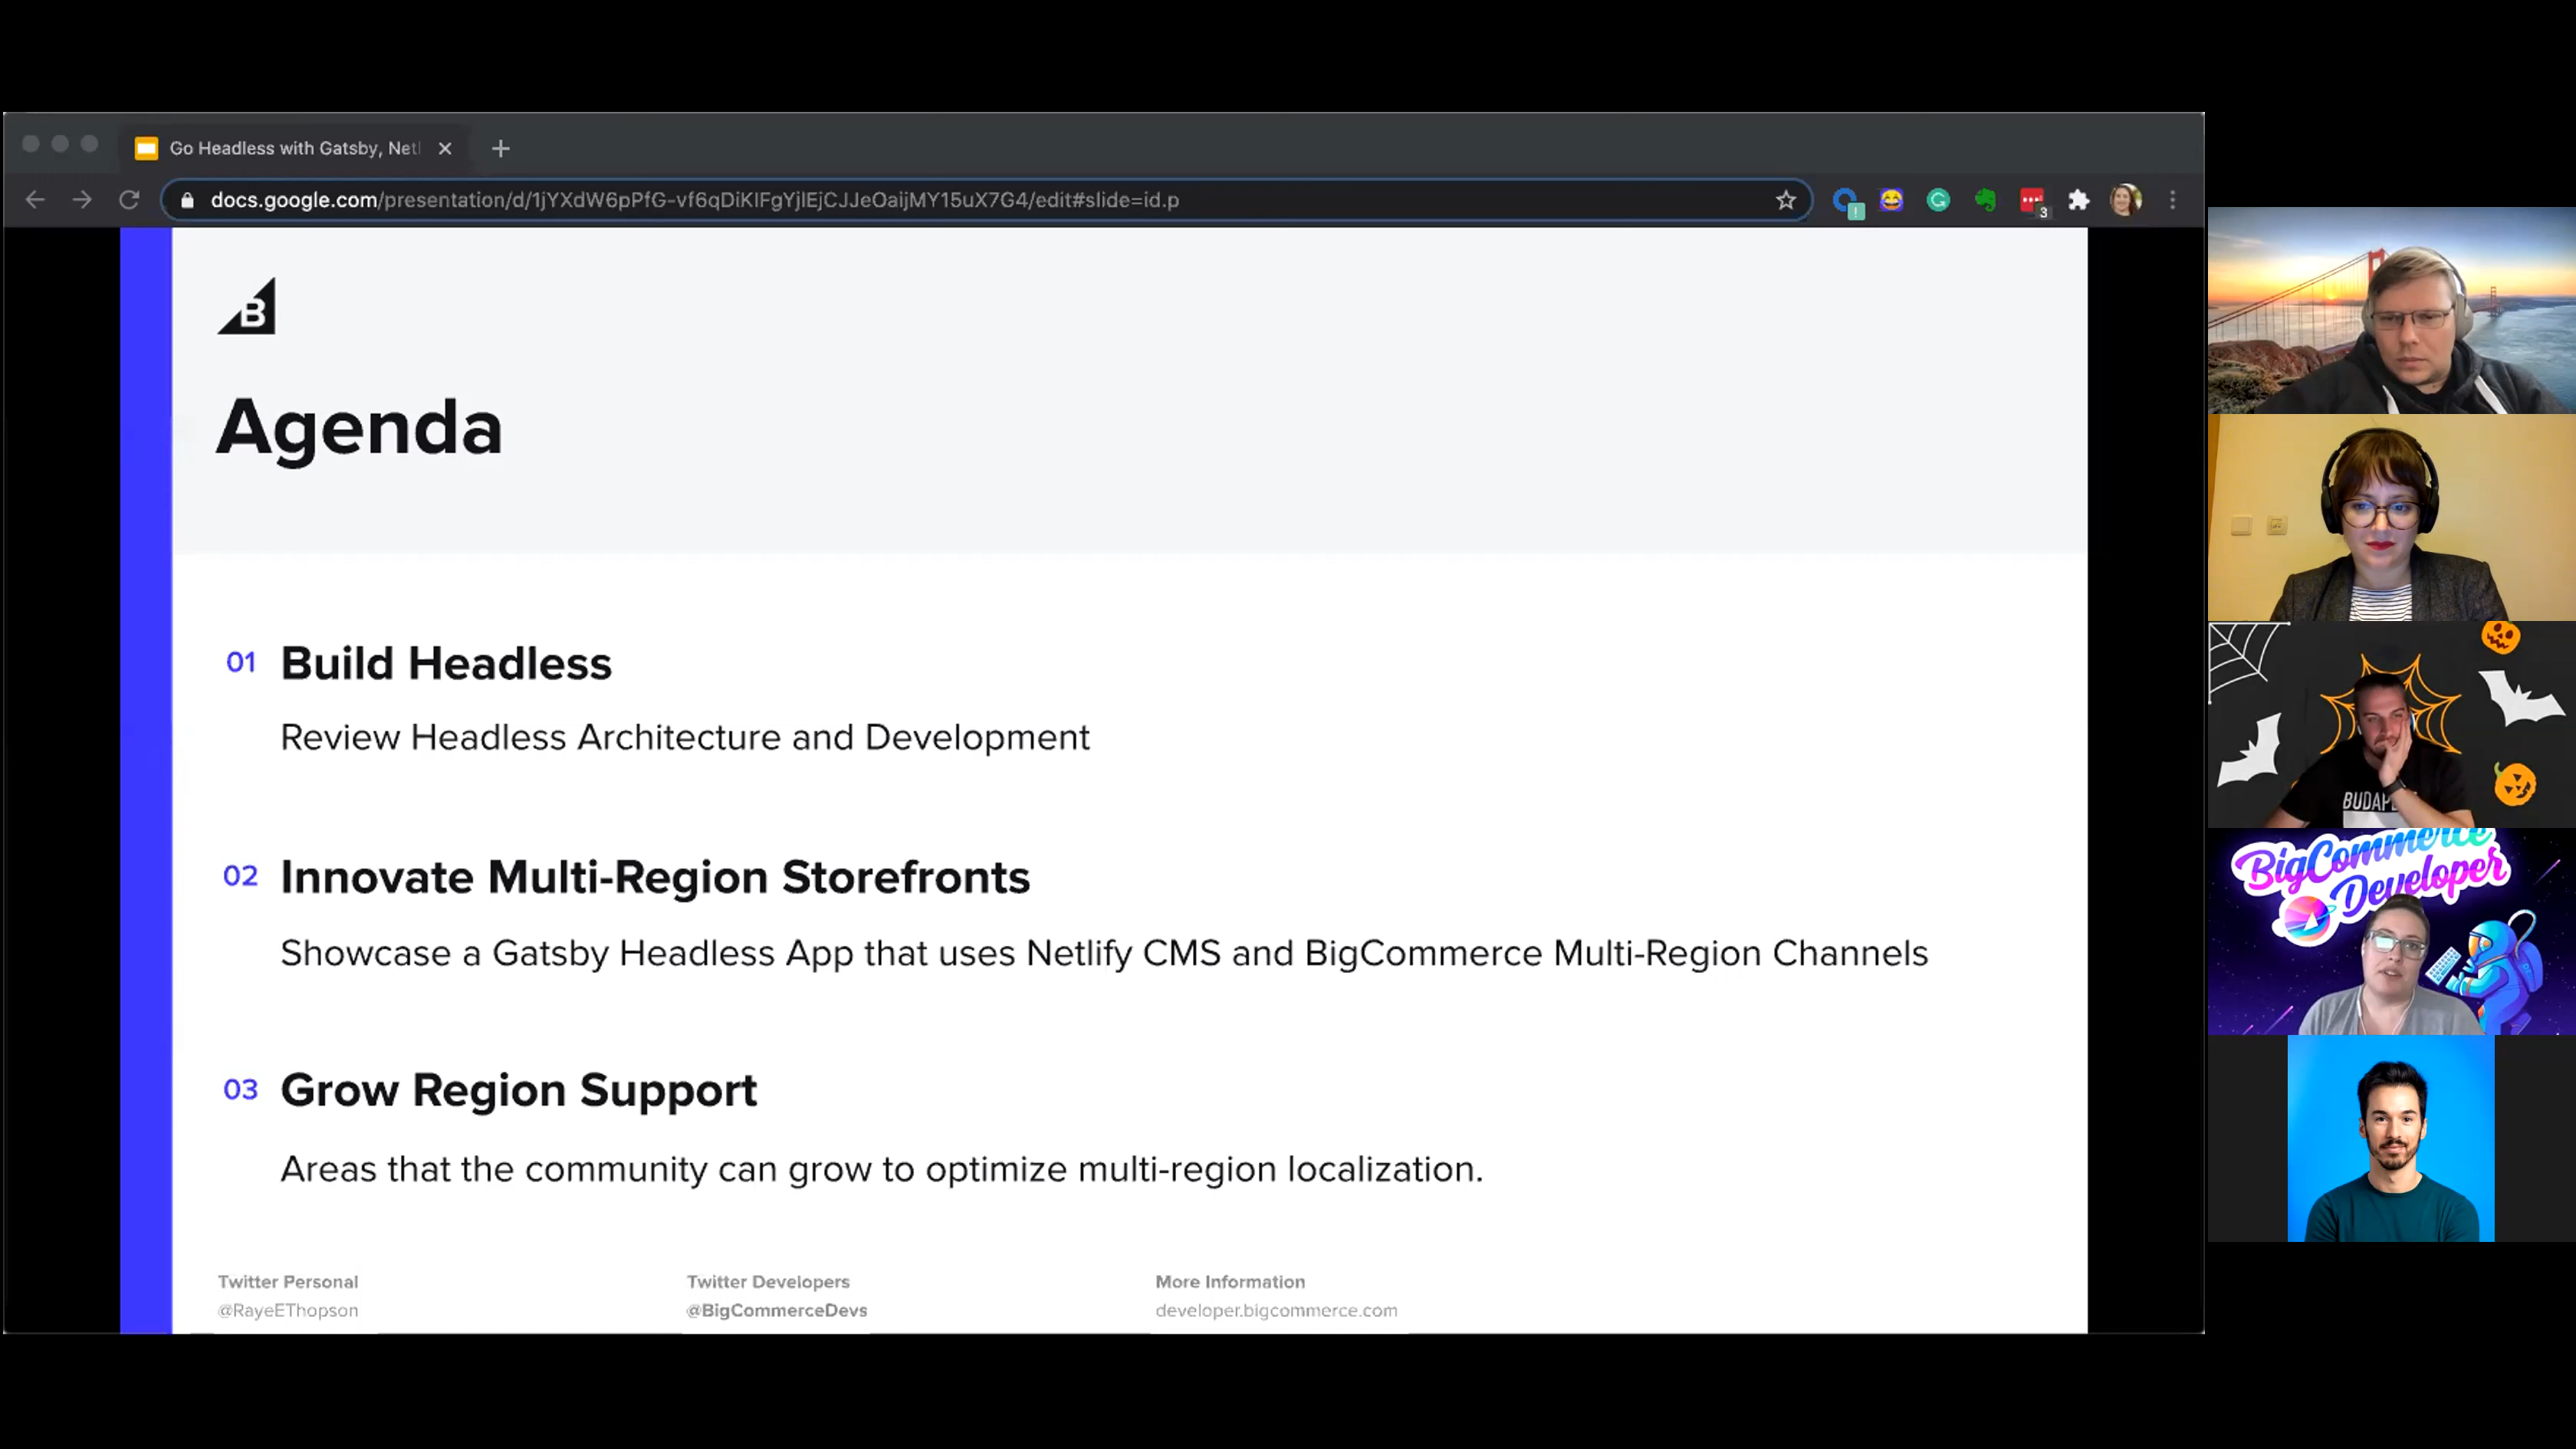 Go Headless with Gatsby, Netl
docs.google.com/presentation/d/1jYXdW6pPfG-vf6qDiKlFgYjlEjCJJeOaijMY15uX7G4/edit#slide=id.p
3
B
Agenda
01 Build Headless
Review Headless Architecture and Development
02 Innovate Multi-Region Storefronts
Showcase a Gatsby Headless App that uses Netlify CMS and BigCommerce Multi-Region Channels
03 Grow Region Support
Areas that the community can grow to optimize multi-region localization.
Twitter Personal
@RayeEThopson
Twitter Developers
@BigCommerceDevs
More Information
developer.bigcommerce.com
BUDAP
BigCommerce
Developer